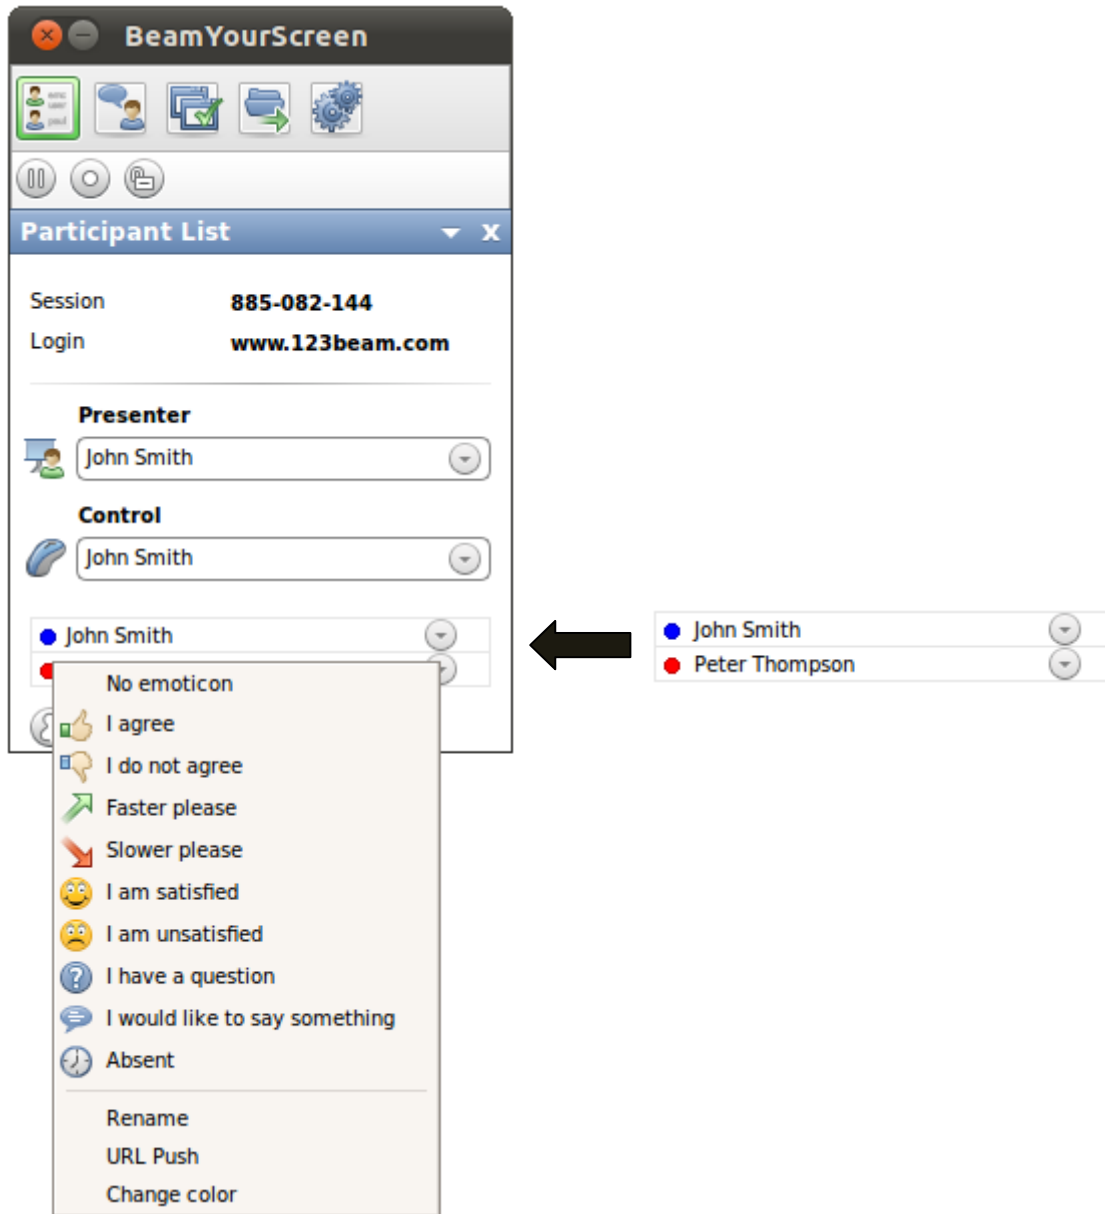 BeamYourScreen
Participant List
Session 885-082-144
Login www.123beam.com
Presenter
John Smith
Control
John Smith
John Smith
No emoticon
I agree
I do not agree
Faster please
Slower please
I am satisfied
I am unsatisfied
I have a question
I would like to say something
Absent
Rename
URL Push
Change color
John Smith
Peter Thompson